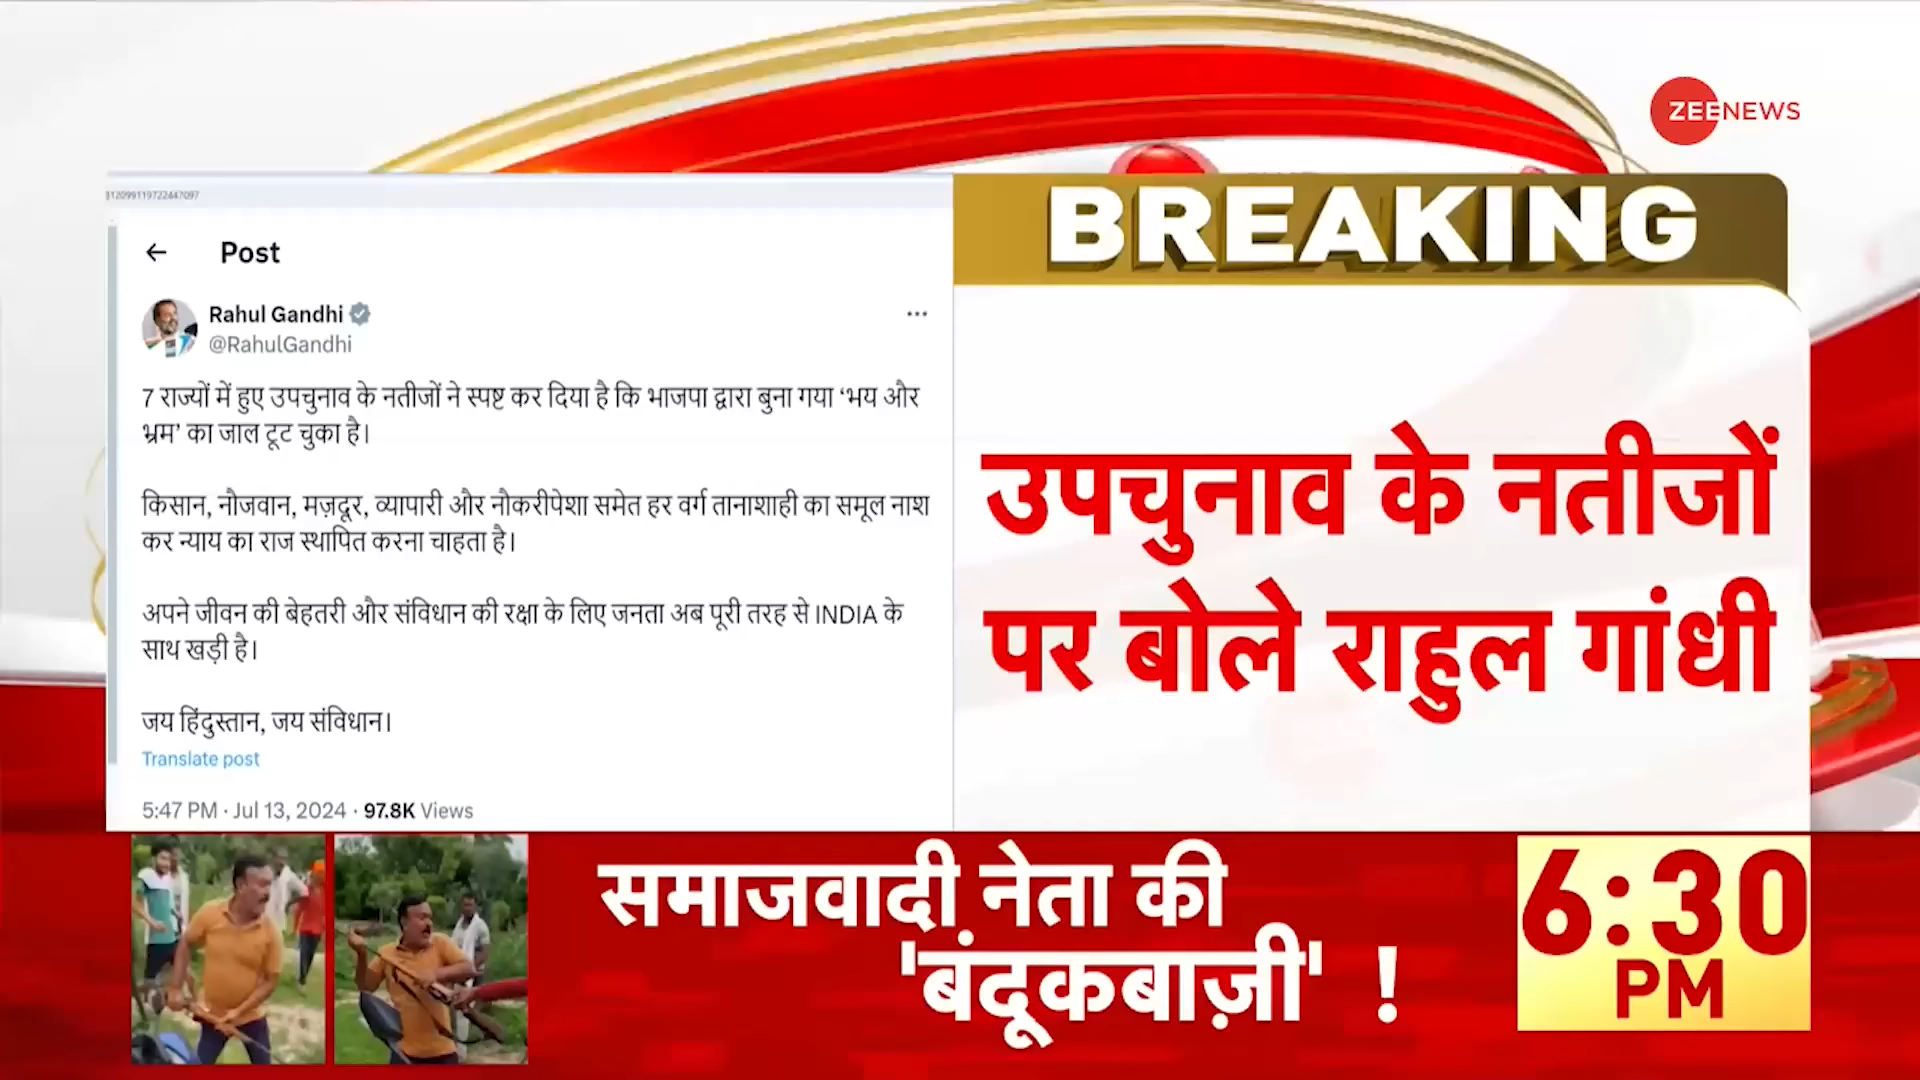 ZEENEWS
3120991197224​47097
Post
BREAKING
Rahul Gandhi
@RahulGandhi
7 राज्यों में हुए उपचुनाव के नतीजों ने स्पष्ट कर दिया है कि भाजपा द्वारा बुना गया ‘भय और
भ्रम’ का जाल टूट चुका है।
किसान, नौजवान, मज़दूर, व्यापारी और नौकरीपेशा समेत हर वर्ग तानाशाही का समूल नाश
कर न्याय का राज स्थापित करना चाहता है।
अपने जीवन की बेहतरी और संविधान की रक्षा के लिए जनता अब पूरी तरह से INDIA के
साथ खड़ी है।
जय हिंदुस्तान, जय संविधान।
Translate post
5:47 PM · Jul 13, 2024 · 97.8K Views
उपचुनाव के नतीजों
पर बोले राहुल गांधी
समाजवादी नेता की
'बंदूकबाज़ी' !
6:30
PM